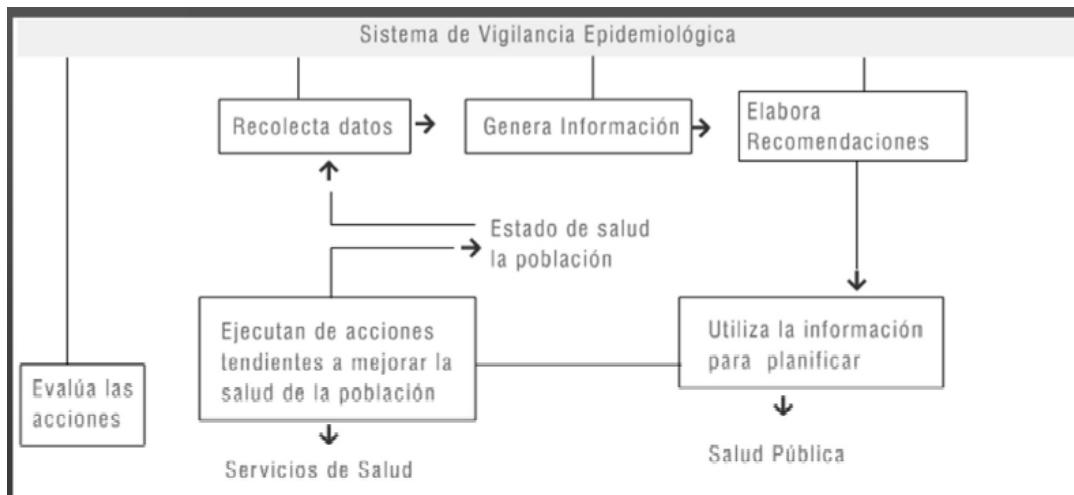 Sistema de Vigilancia Epidemiológica
Recolecta datos
Genera Información
Elabora
Recomendaciones
Estado de salud
la población
Ejecutan de acciones
tendientes a mejorar la
salud de la población
Utiliza la información
para planificar
Evalúa las
acciones
Servicios de Salud
Salud Pública